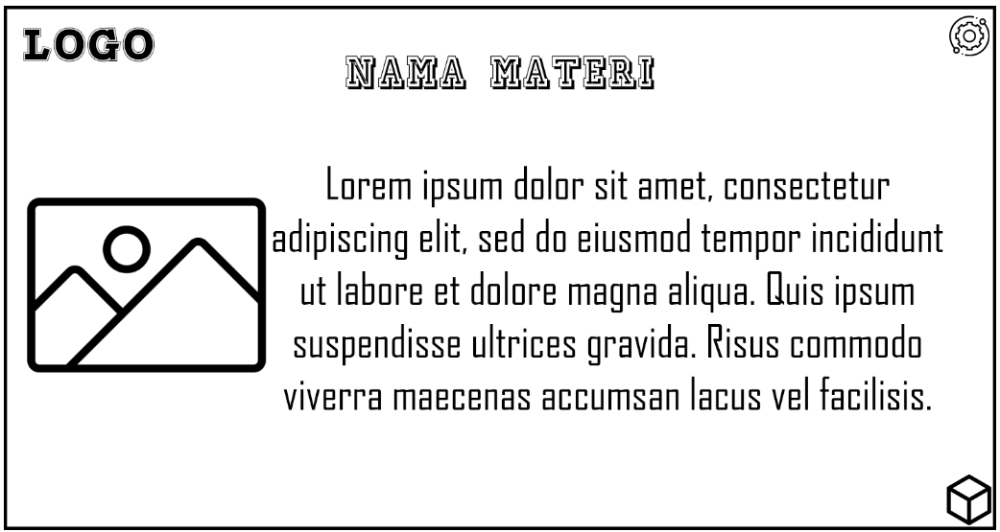 LOGO
NAMA MATERI
Lorem ipsum dolor sit amet, consectetur
adipiscing elit, sed do eiusmod tempor incididunt
ut labore et dolore magna aliqua. Quis ipsum
suspendisse ultrices gravida. Risus commodo
viverra maecenas accumsan lacus vel facilisis.